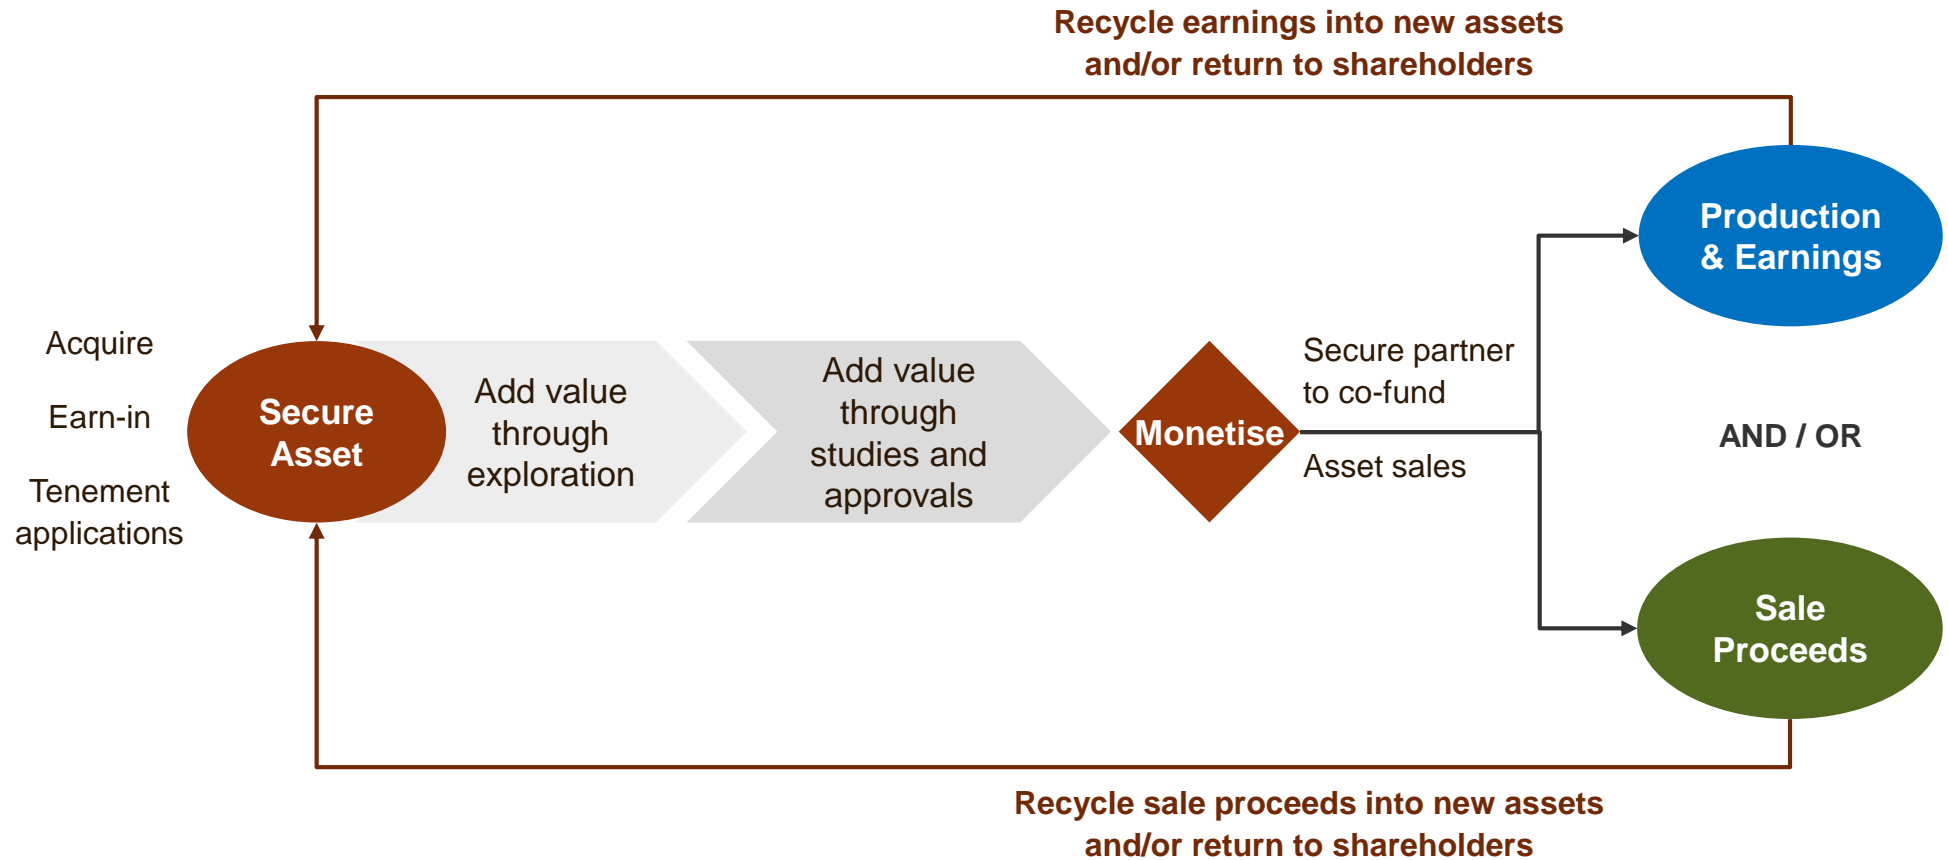 Recycle earnings into new assets
and/or return to shareholders
Acquire
Earn-in
Tenement
applications
Secure
Asset
Add value
through
exploration
Add value
through
studies and
approvals
Monetise
Secure partner
to co-fund
Asset sales
Production
& Earnings
AND / OR
Sale
Proceeds
Recycle sale proceeds into new assets
and/or return to shareholders